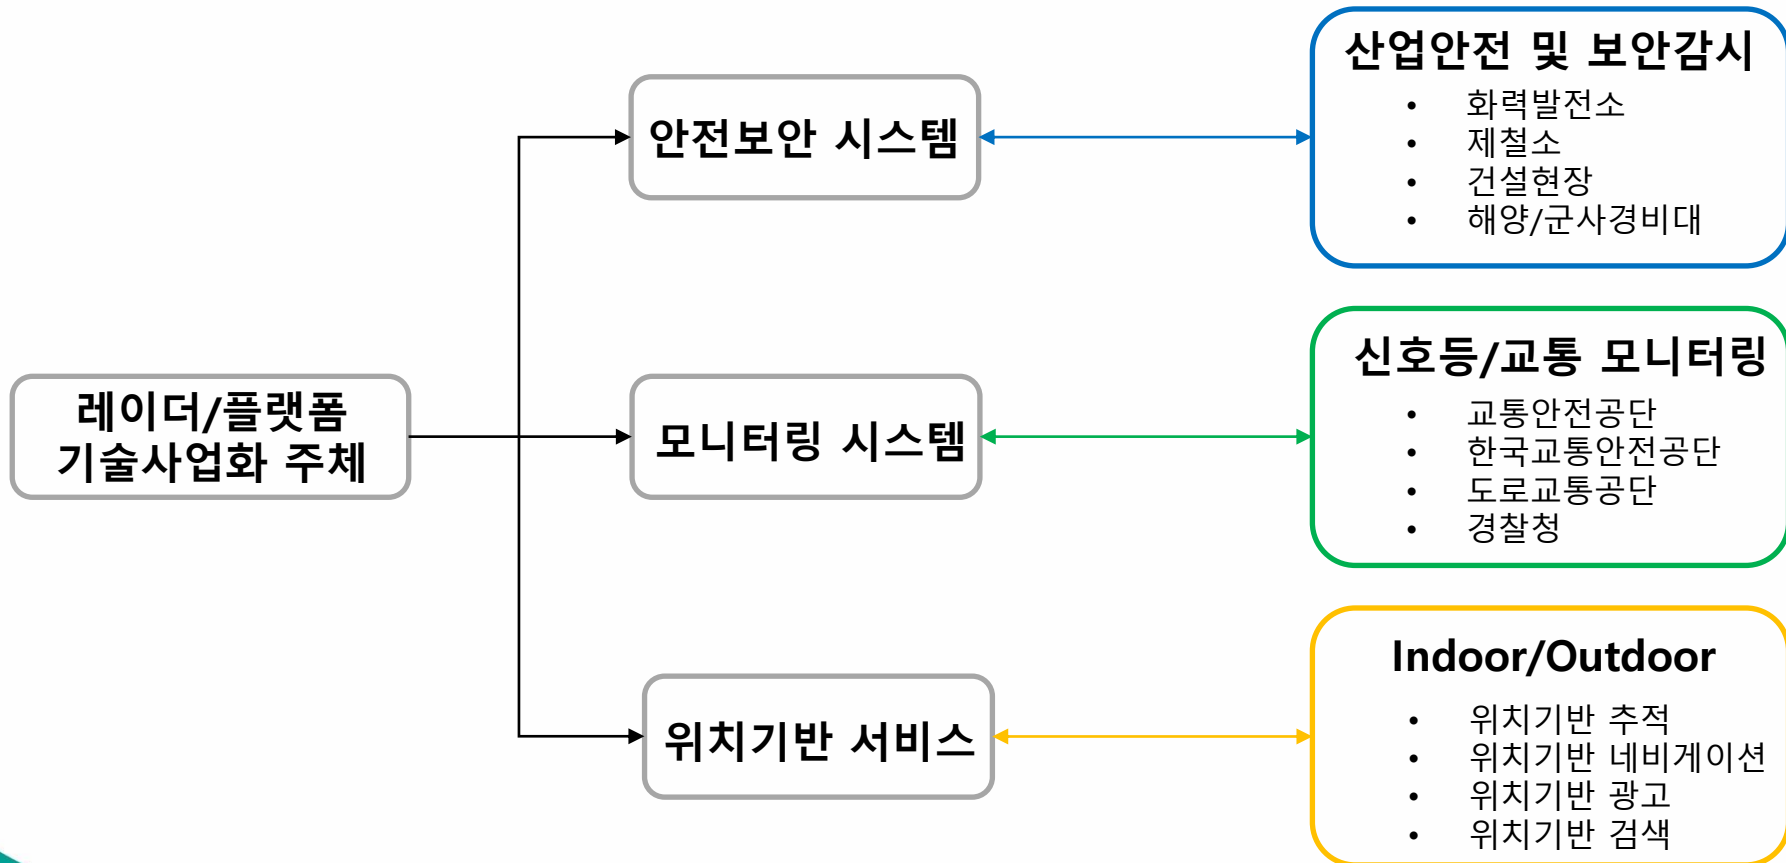 레이더/플랫폼
기술사업화 주체
안전보안 시스템
모니터링 시스템
위치기반 서비스
산업안전 및 보안감시
• 화력발전소
• 제철소
• 건설현장
• 해양/군사경비대
신호등/교통 모니터링
• 교통안전공단
• 한국교통안전공단
• 도로교통공단
• 경찰청
Indoor/Outdoor
• 위치기반 추적
• 위치기반 네비게이션
• 위치기반 광고
• 위치기반 검색